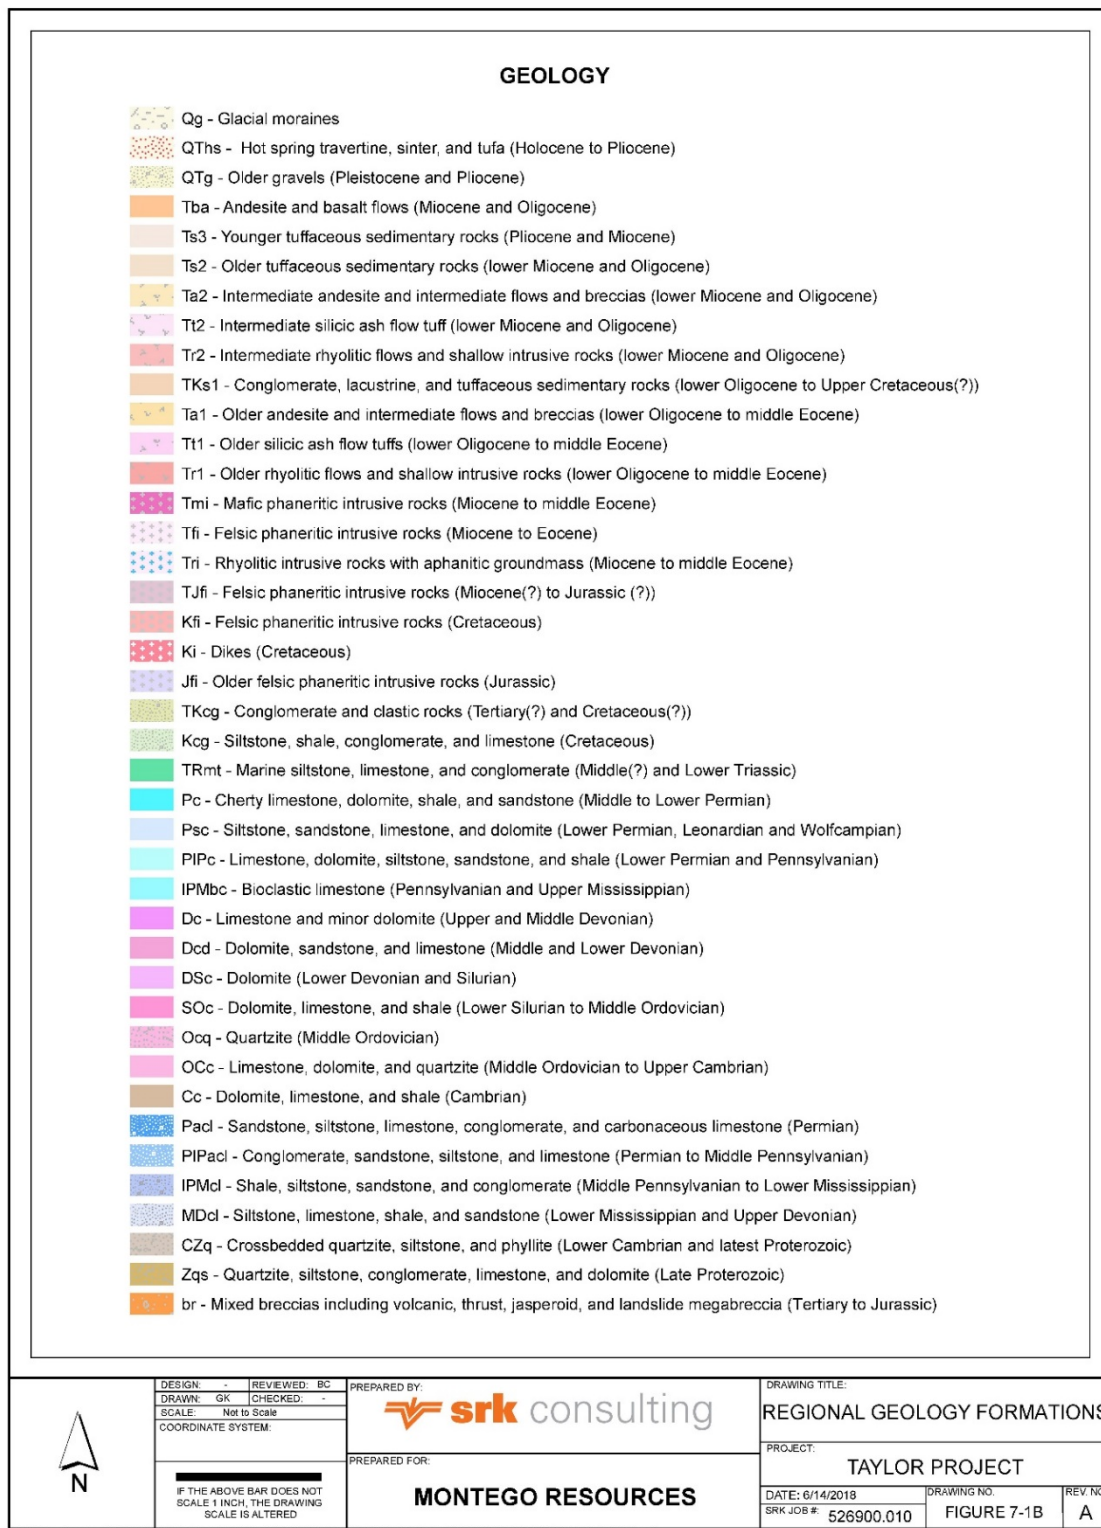 GEOLOGY
Qg - Glacial moraines
QThs - Hot spring travertine, sinter, and tufa (Holocene to Pliocene)
QTg - Older gravels (Pleistocene and Pliocene)
Tba - Andesite and basalt flows (Miocene and Oligocene)
Ts3 - Younger tuffaceous sedimentary rocks (Pliocene and Miocene)
Ts2 - Older tuffaceous sedimentary rocks (lower Miocene and Oligocene)
Ta2 - Intermediate andesite and intermediate flows and breccias (lower Miocene and Oligocene)
Tt2 - Intermediate silicic ash flow tuff (lower Miocene and Oligocene)
Tr2 - Intermediate rhyolitic flows and shallow intrusive rocks (lower Miocene and Oligocene)
TKs1 - Conglomerate, lacustrine, and tuffaceous sedimentary rocks (lower Oligocene to Upper Cretaceous(?))
Ta1 - Older andesite and intermediate flows and breccias (lower Oligocene to middle Eocene)
Tt1 - Older silicic ash flow tuffs (lower Oligocene to middle Eocene)
Tr1 - Older rhyolitic flows and shallow intrusive rocks (lower Oligocene to middle Eocene)
Tmi - Mafic phaneritic intrusive rocks (Miocene to middle Eocene)
Tfi - Felsic phaneritic intrusive rocks (Miocene to Eocene)
Tri - Rhyolitic intrusive rocks with aphanitic groundmass (Miocene to middle Eocene)
TJfi - Felsic phaneritic intrusive rocks (Miocene(?) to Jurassic (?))
Kfi - Felsic phaneritic intrusive rocks (Cretaceous)
Ki - Dikes (Cretaceous)
Jfi - Older felsic phaneritic intrusive rocks (Jurassic)
TKcg - Conglomerate and clastic rocks (Tertiary(?) and Cretaceous(?))
Kcg - Siltstone, shale, conglomerate, and limestone (Cretaceous)
TRmt - Marine siltstone, limestone, and conglomerate (Middle(?) and Lower Triassic)
Pc - Cherty limestone, dolomite, shale, and sandstone (Middle to Lower Permian)
Psc - Siltstone, sandstone, limestone, and dolomite (Lower Permian, Leonardian and Wolfcampian)
PIPc - Limestone, dolomite, siltstone, sandstone, and shale (Lower Permian and Pennsylvanian)
IPMbc - Bioclastic limestone (Pennsylvanian and Upper Mississippian)
Dc - Limestone and minor dolomite (Upper and Middle Devonian)
Dcd - Dolomite, sandstone, and limestone (Middle and Lower Devonian)
DSc - Dolomite (Lower Devonian and Silurian)
SOc - Dolomite, limestone, and shale (Lower Silurian to Middle Ordovician)
Ocq - Quartzite (Middle Ordovician)
OCc - Limestone, dolomite, and quartzite (Middle Ordovician to Upper Cambrian)
Cc - Dolomite, limestone, and shale (Cambrian)
Pacl - Sandstone, siltstone, limestone, conglomerate, and carbonaceous limestone (Permian)
PIPacl - Conglomerate, sandstone, siltstone, and limestone (Permian to Middle Pennsylvanian)
IPMcl - Shale, siltstone, sandstone, and conglomerate (Middle Pennsylvanian to Lower Mississippian)
MDcl - Siltstone, limestone, shale, and sandstone (Lower Mississippian and Upper Devonian)
CZq - Crossbedded quartzite, siltstone, and phyllite (Lower Cambrian and latest Proterozoic)
Zqs - Quartzite, siltstone, conglomerate, limestone, and dolomite (Late Proterozoic)
br - Mixed breccias including volcanic, thrust, jasperoid, and landslide megabreccia (Tertiary to Jurassic)
N
DESIGN: - REVIEWED: BC
DRAWN: GK CHECKED: -
SCALE: Not to Scale
COORDINATE SYSTEM:
IF THE ABOVE BAR DOES NOT
SCALE 1 INCH, THE DRAWING
SCALE IS ALTERED
PREPARED BY:
srk consulting
PREPARED FOR:
MONTEGO RESOURCES
DRAWING TITLE:
REGIONAL GEOLOGY FORMATIONS
PROJECT:
TAYLOR PROJECT
DATE: 6/14/2018
SRK JOB #: 526900.010
DRAWING NO.
FIGURE 7-1B
REV. NO
A